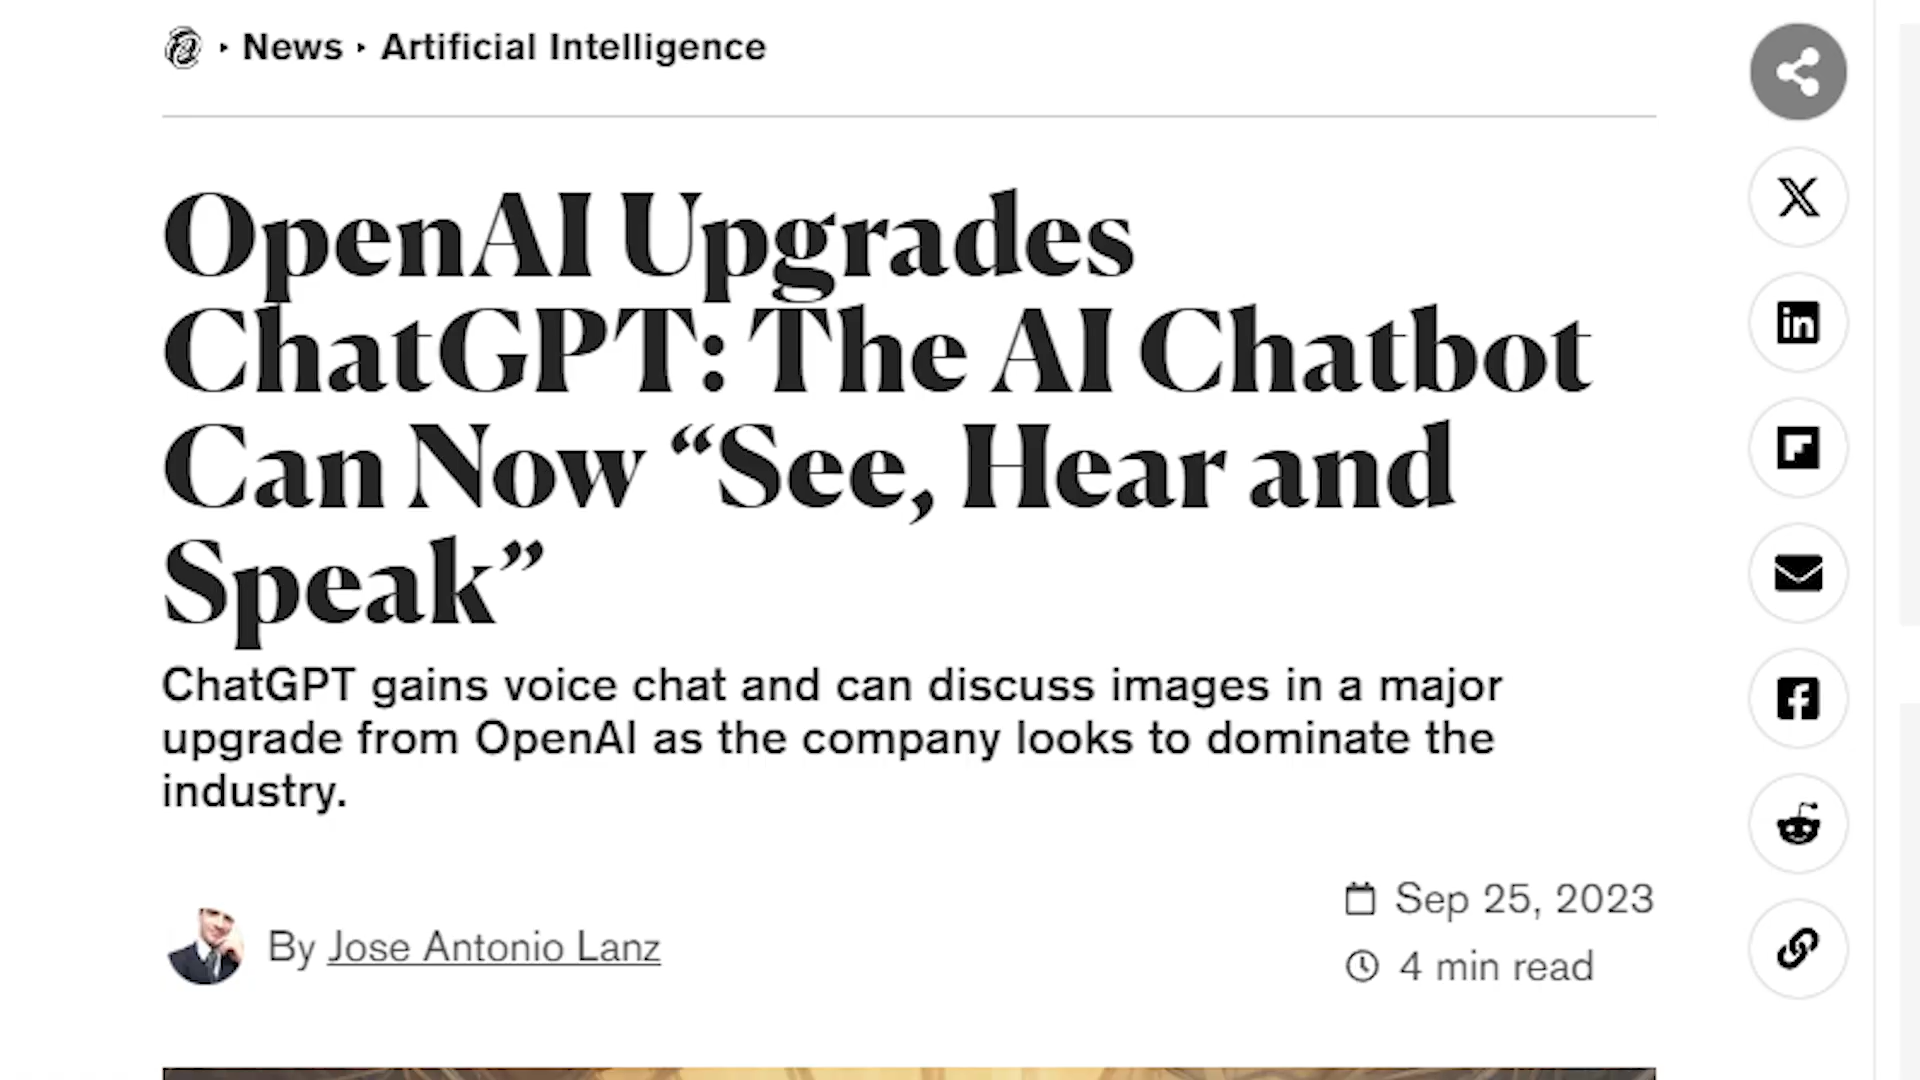 News ‣ Artificial Intelligence
OpenAI Upgrades
ChatGPT: The AI Chatbot
Can Now “See, Hear and
Speak”
ChatGPT gains voice chat and can discuss images in a major
upgrade from OpenAI as the company looks to dominate the
industry.
By Jose Antonio Lanz
Sep 25, 2023
4 min read